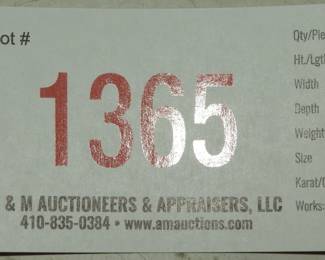 ot #
1365
& M AUCTIONEERS & APPRAISERS, LLC
410-835-0384 • www.amauctions.com
Qty/Pie
Ht./Lgt
Width
Depth
Weight
Size
Karat/C
Works: